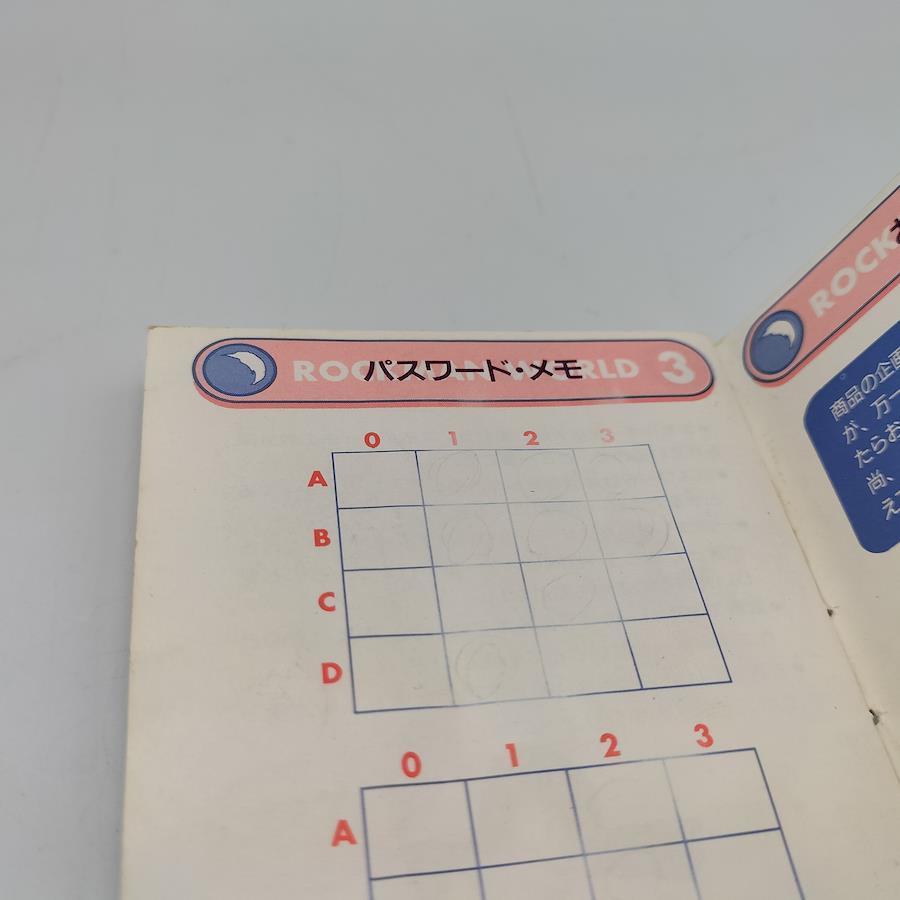 ROCKMAN WORLD 3
パスワード・メモ
0 1 2 3
A
B
C
D
0 1 2 3
A
ROCK
商品の企画
が、万一
たらお
尚、
え